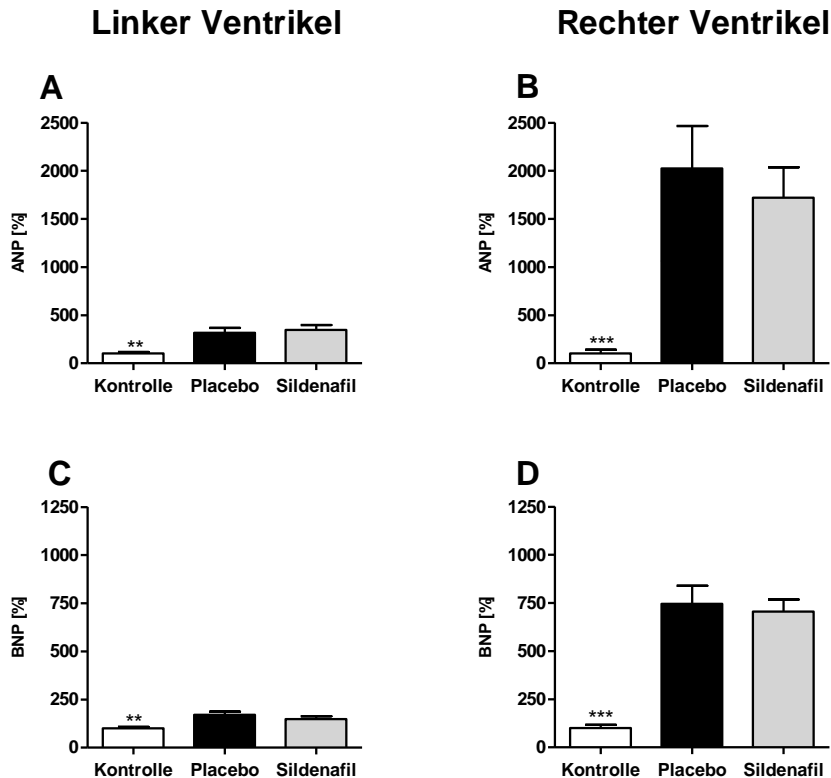 Linker Ventrikel
Rechter Ventrikel
A
2500
2000
1500
1000
500
0
ANP [%]
**
Kontrolle Placebo Sildenafil
B
2500
2000
1500
1000
500
0
ANP [%]
***
Kontrolle Placebo Sildenafil
C
1250
1000
750
500
250
0
BNP [%]
**
Kontrolle Placebo Sildenafil
D
1250
1000
750
500
250
0
BNP [%]
***
Kontrolle Placebo Sildenafil